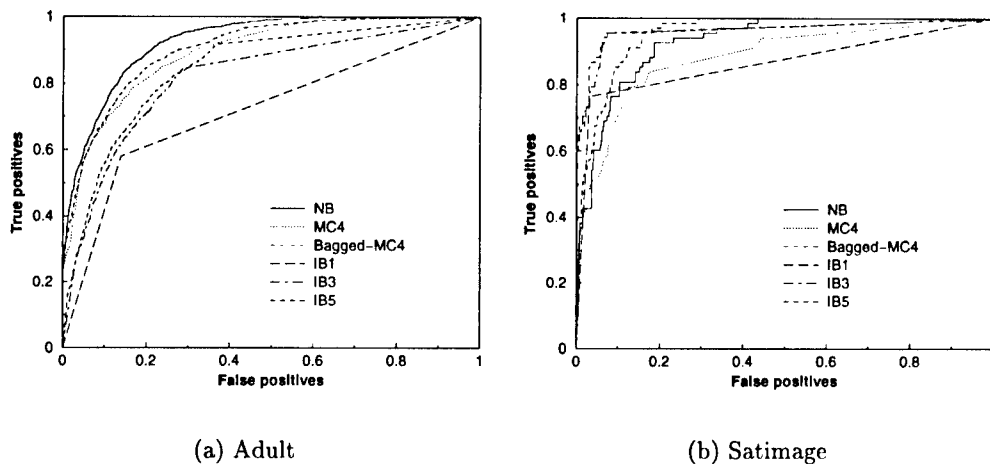 1
0.8
0.6
0.4
0.2
0
True positives
0
0.2
0.4
0.6
0.8
1
False positives
NB
MC4
Bagged-MC4
IB1
IB3
IB5
(a) Adult
1
0.8
0.6
0.4
0.2
0
True positives
0
0.2
0.4
0.6
0.8
1
False positives
NB
MC4
Bagged-MC4
IB1
IB3
IB5
(b) Satimage